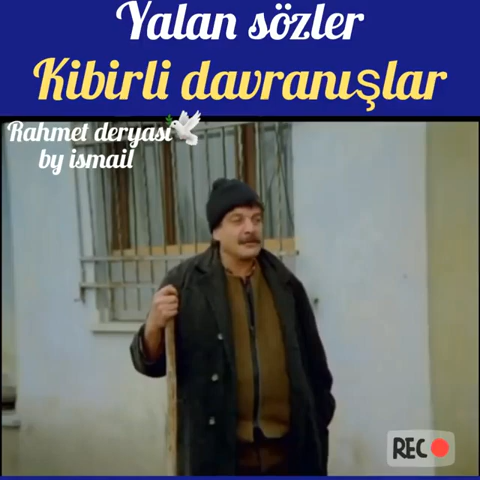 Yalan sözler
Kibirli davranışlar
Rahmet deryası
by ismail
REC